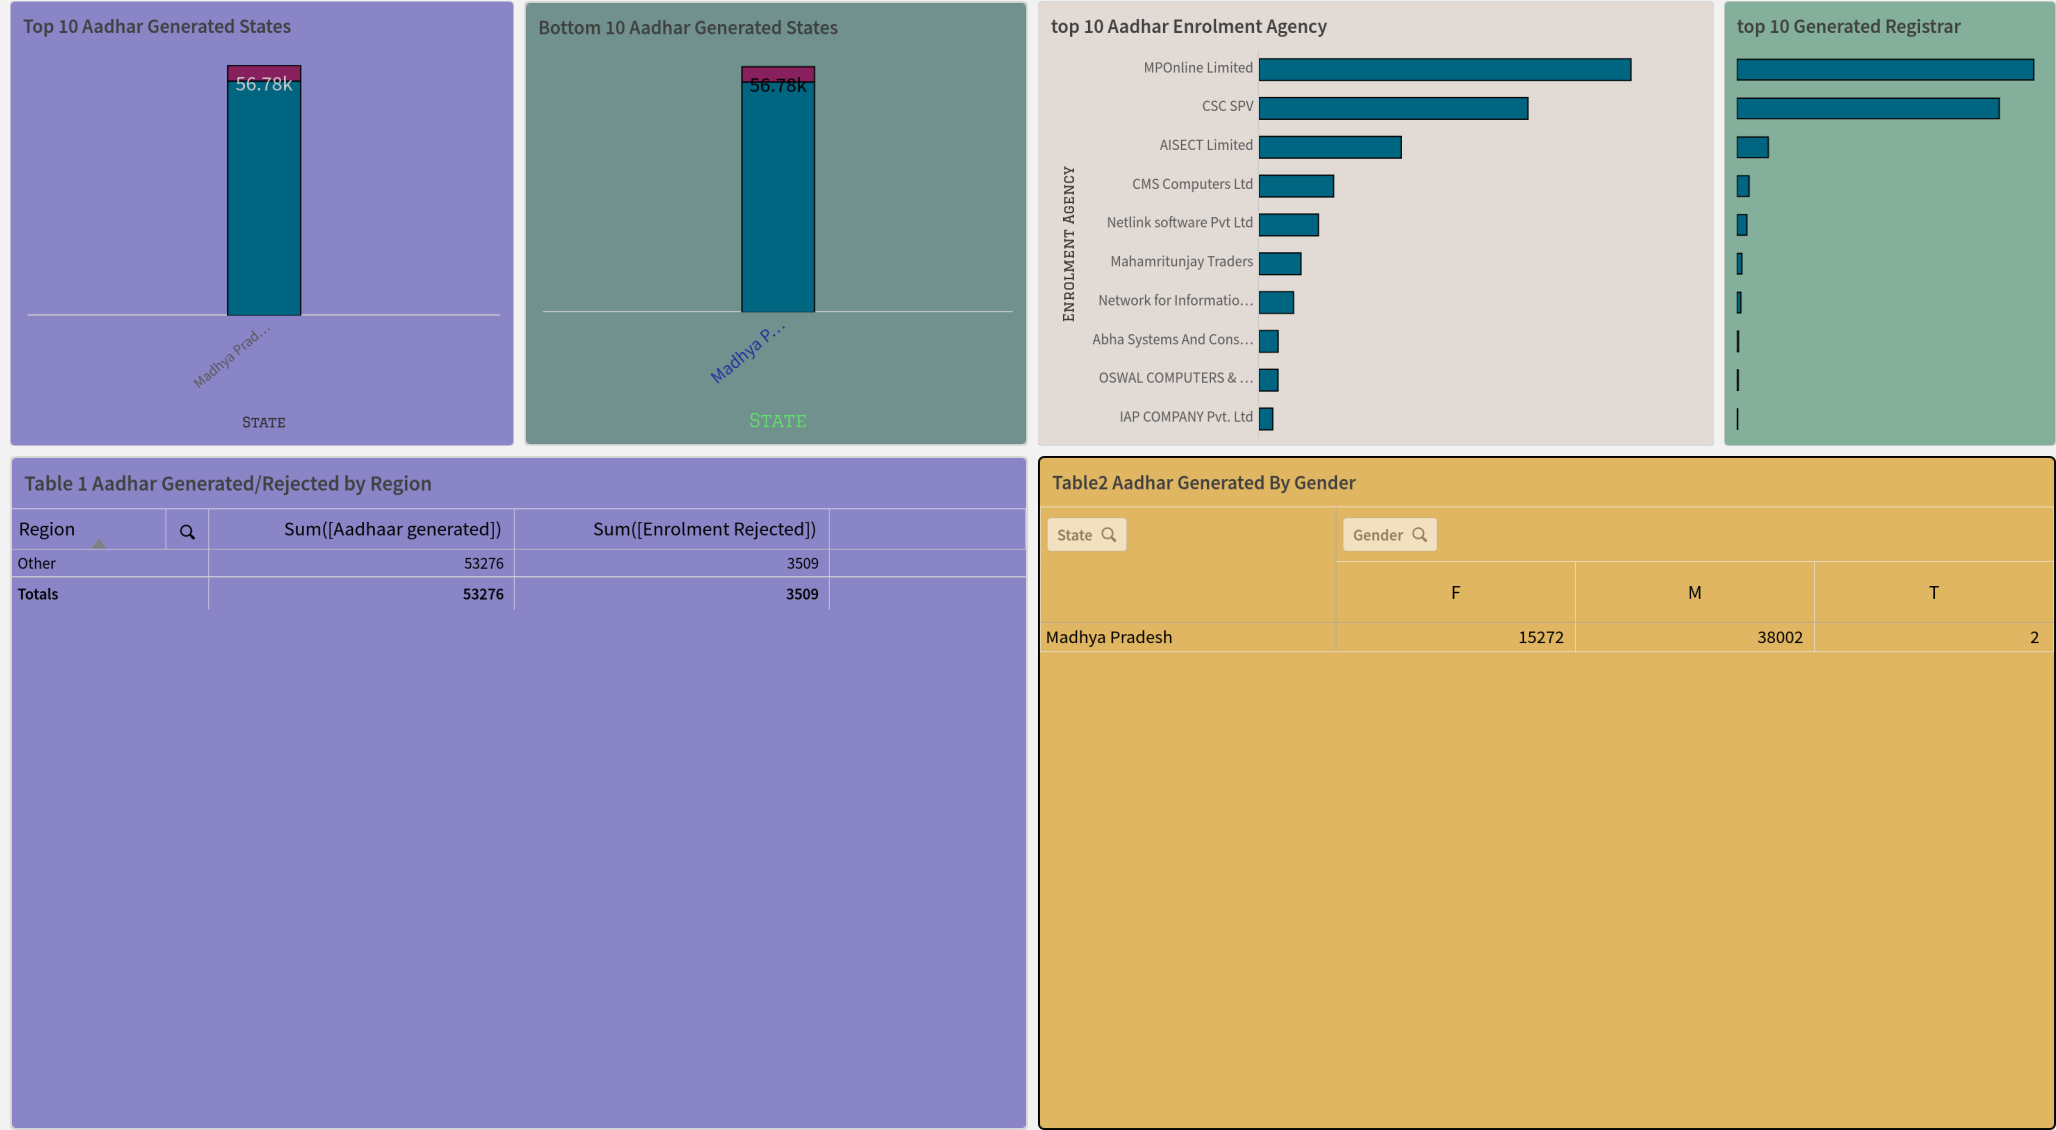 Top 10 Aadhar Generated States
56.78k
Madhya Prad...
STATE
Bottom 10 Aadhar Generated States
56.78k
Madhya P...
STATE
top 10 Aadhar Enrolment Agency
ENROLMENT AGENCY
MPOnline Limited
CSC SPV
AISECT Limited
CMS Computers Ltd
Netlink software Pvt Ltd
Mahamritunjay Traders
Network for Informatio...
Abha Systems And Cons...
OSWAL COMPUTERS & ...
IAP COMPANY Pvt. Ltd
top 10 Generated Registrar
Table 1 Aadhar Generated/Rejected by Region
Region Sum([Aadhaar generated]) Sum([Enrolment Rejected])
Other 53276 3509
Totals 53276 3509
Table2 Aadhar Generated By Gender
State Gender
F M T
Madhya Pradesh 15272 38002 2